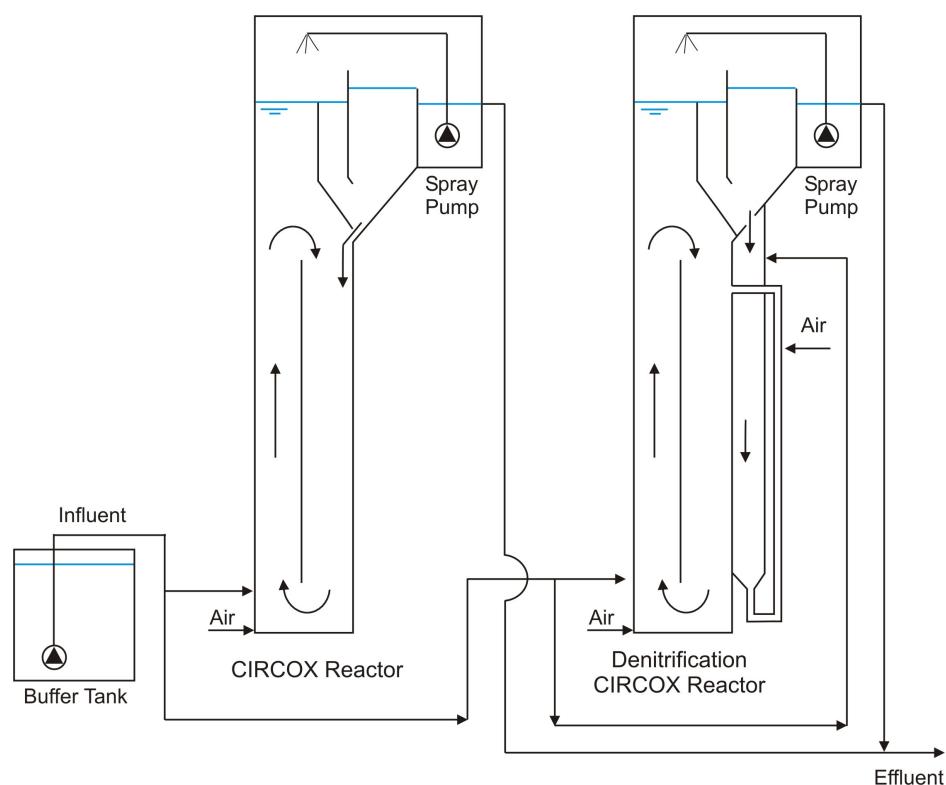 Spray
Pump
Spray
Pump
Air
Influent
Air
Air
Buffer Tank
CIRCOX Reactor
Denitrification
CIRCOX Reactor
Effluent